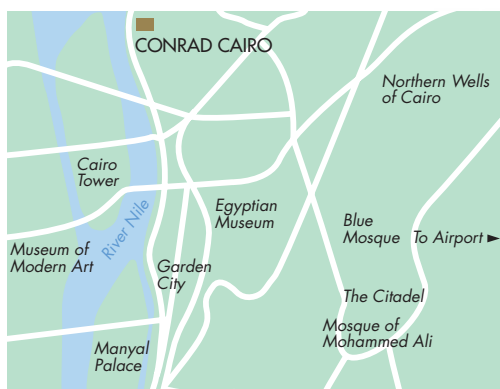 CONRAD CAIRO
Northern Wells
of Cairo
Cairo
Tower
River Nile
Egyptian
Museum
Blue
Mosque
To Airport ►
Museum of
Modern Art
Garden
City
The Citadel
Mosque of
Mohammed Ali
Manyal
Palace